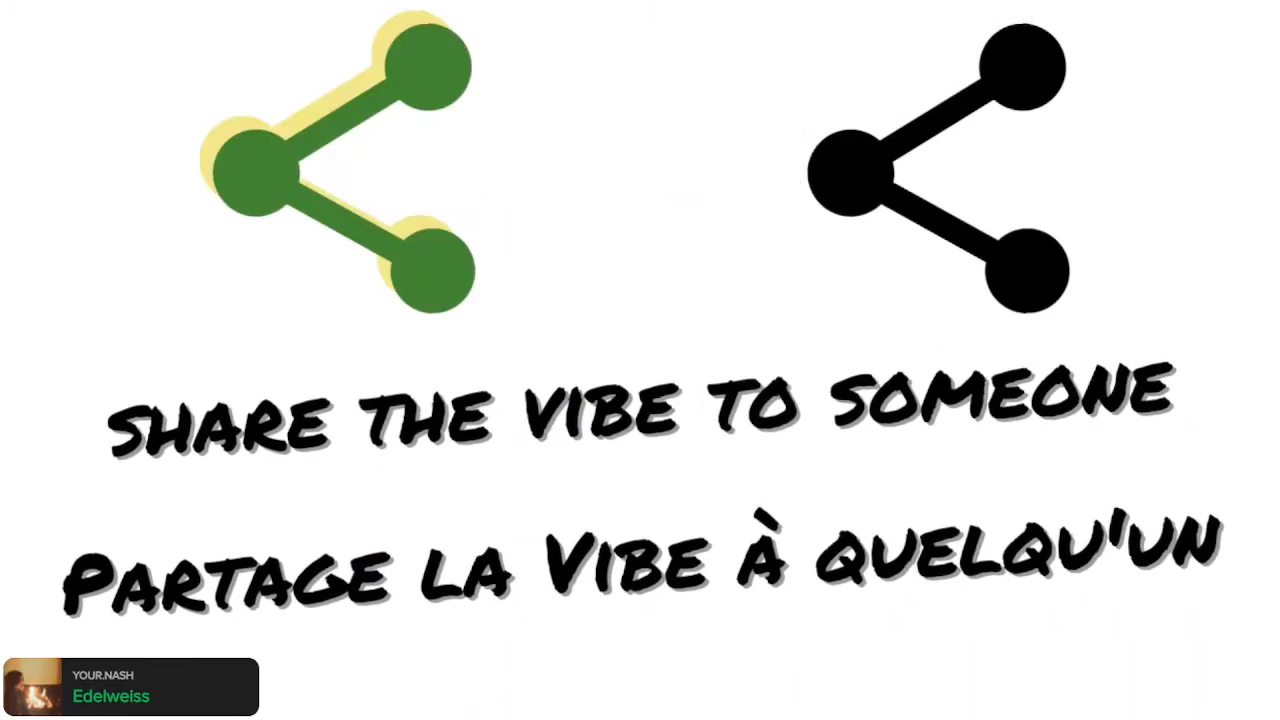 SHARE THE VIBE TO SOMEONE
PARTAGE LA VIBE À QUELQU'UN
YOUR.NASH
Edelweiss